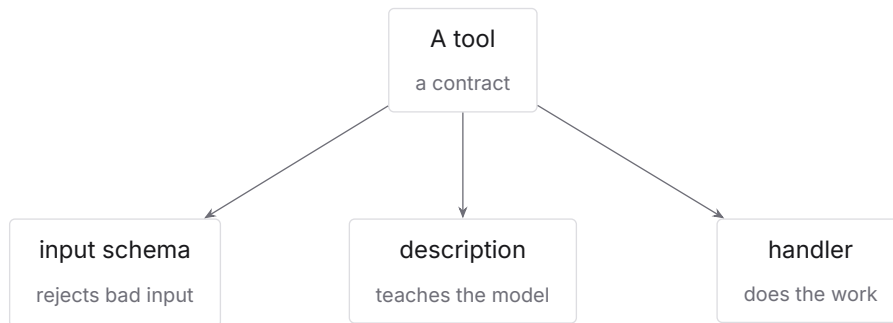 A tool
a contract
input schema
rejects bad input
description
teaches the model
handler
does the work